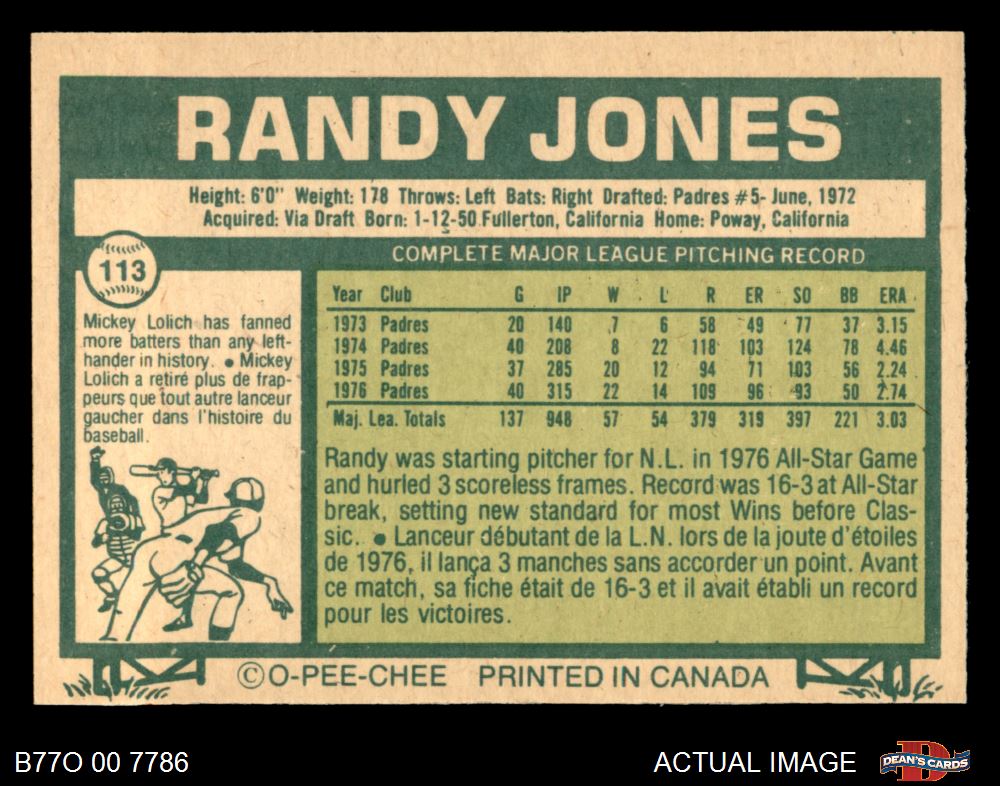 RANDY JONES
Height: 6'0" Weight: 178 Throws: Left Bats: Right Drafted: Padres #5- June, 1972
Acquired: Via Draft Born: 1-12-50 Fullerton, California Home: Poway, California
113
COMPLETE MAJOR LEAGUE PITCHING RECORD
Mickey Lolich has fanned
more batters than any left-
hander in history. ● Mickey
Lolich a retiré plus de frap-
peurs que tout autre lanceur
gaucher dans l'histoire du
baseball.
Year Club G IP W L R ER SO BB ERA
1973 Padres 20 140 7 6 58 49 77 37 3.15
1974 Padres 40 208 8 22 118 103 124 78 4.46
1975 Padres 37 285 20 12 94 71 103 56 2.24
1976 Padres 40 315 22 14 109 96 93 50 2.74
Maj. Lea. Totals 137 948 57 54 379 319 397 221 3.03
Randy was starting pitcher for N.L. in 1976 All-Star Game
and hurled 3 scoreless frames. Record was 16-3 at All-Star
break, setting new standard for most Wins before Clas-
sic. ● Lanceur débutant de la L.N. lors de la joute d'étoiles
de 1976, il lança 3 manches sans accorder un point. Avant
ce match, sa fiche était de 16-3 et il avait établi un record
pour les victoires.
©O-PEE-CHEE PRINTED IN CANADA
B77O 00 7786
ACTUAL IMAGE
D
DEAN'S CARDS